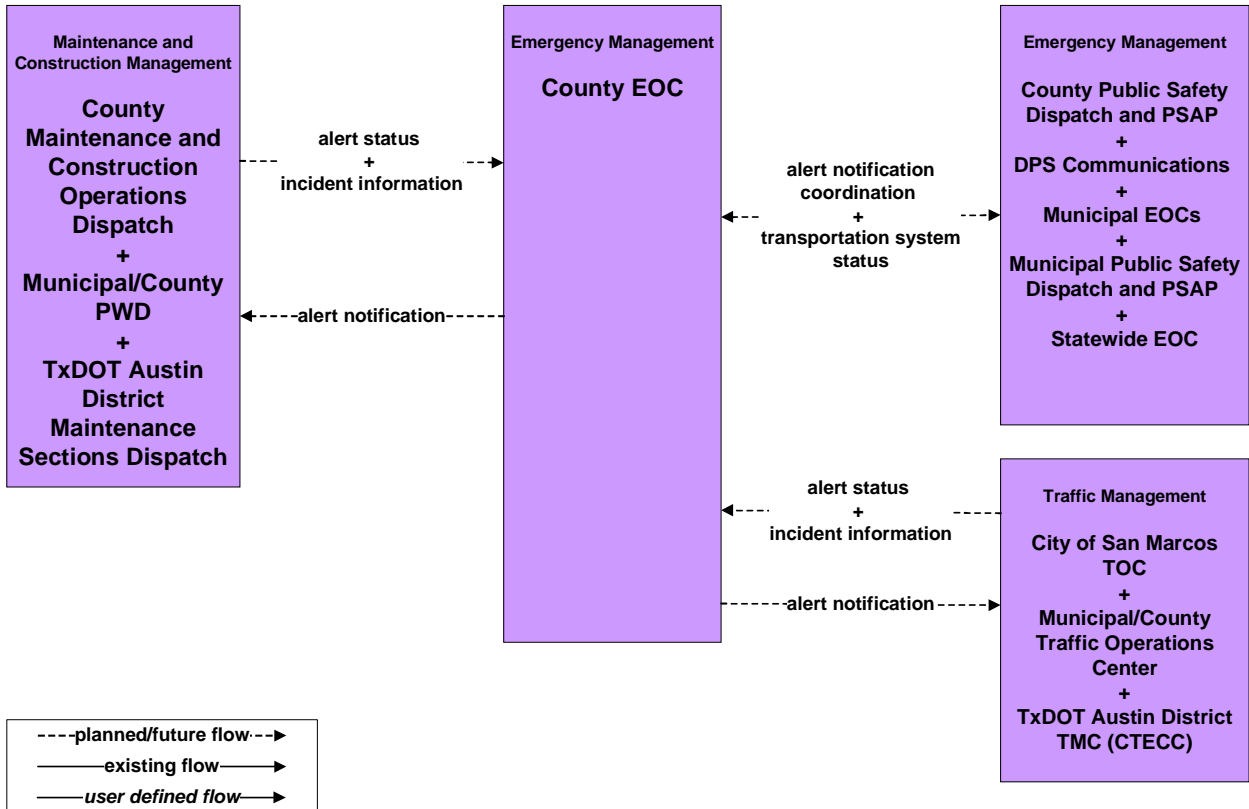 Maintenance and
Construction Management
County
Maintenance and
Construction
Operations
Dispatch
+
Municipal/County
PWD
+
TxDOT Austin
District
Maintenance
Sections Dispatch
alert status
+
incident information
alert notification
Emergency Management
County EOC
alert notification
coordination
+
transportation system
status
Emergency Management
County Public Safety
Dispatch and PSAP
+
DPS Communications
+
Municipal EOCs
+
Municipal Public Safety
Dispatch and PSAP
+
Statewide EOC
alert status
+
incident information
alert notification
Traffic Management
City of San Marcos
TOC
+
Municipal/County
Traffic Operations
Center
+
TxDOT Austin District
TMC (CTECC)
planned/future flow
existing flow
user defined flow